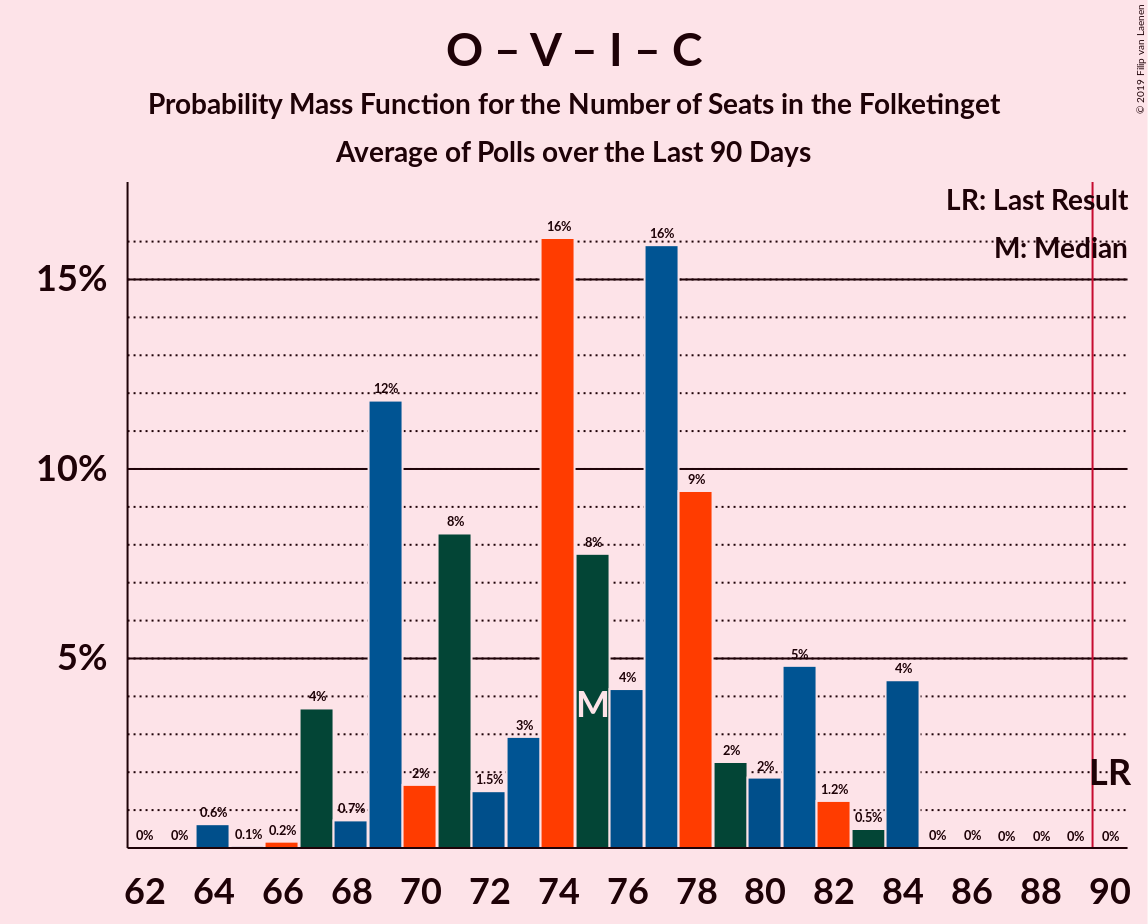 O – V – I – C
Probability Mass Function for the Number of Seats in the Folketinget
Average of Polls over the Last 90 Days
© 2019 Filip van Laenen
LR: Last Result
M: Median
15%
10%
5%
0% 0% 0.6% 0.1% 0.2% 4% 0.7% 12% 2% 8% 1.5% 3% 16% 8% 4% 16% 9% 2% 2% 5% 1.2% 0.5% 4% 0% 0% 0% 0% 0% 0%
M
LR
62 64 66 68 70 72 74 76 78 80 82 84 86 88 90